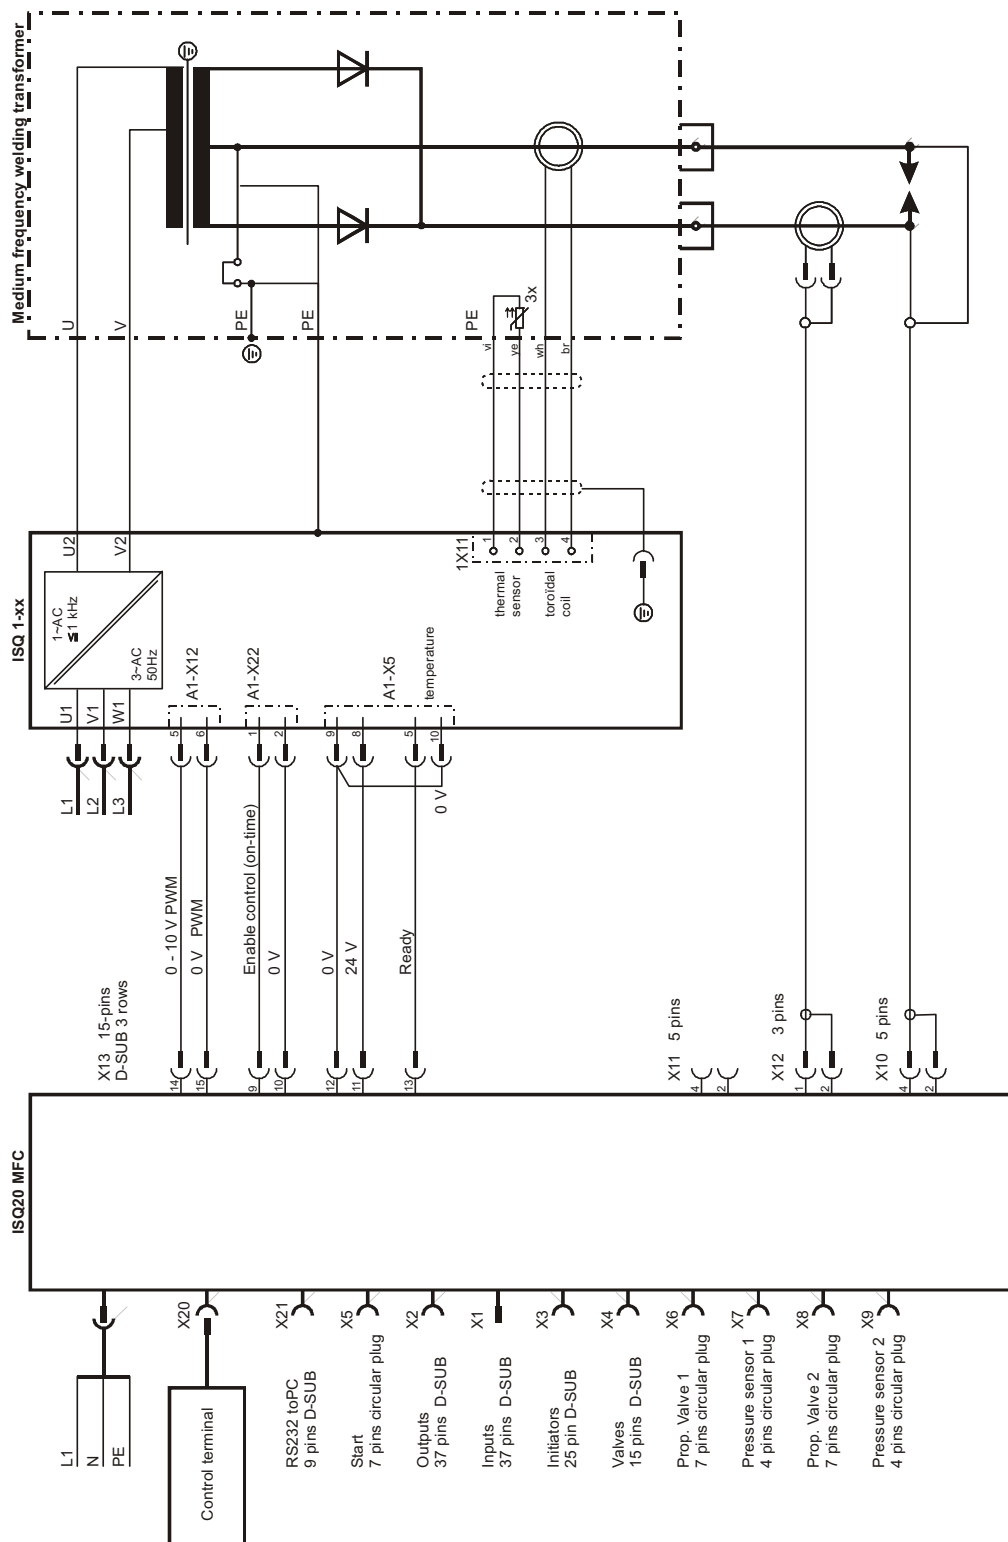 Medium frequency welding transformer
U
V
PE
PE
PE
3x
vi
ye
wh
br
ISQ 1-xx
U2
V2
1~AC
≤1 kHz
3~AC
50Hz
1X11
1
2
3
4
thermal
sensor
toroïdal
coil
U1
V1
W1
A1-X12
A1-X22
A1-X5
temperature
5
6
1
2
9
8
5
10
L1
L2
L3
0 - 10 V PWM
0 V PWM
Enable control (on-time)
0 V
0 V
24 V
Ready
0 V
X13 15-pins
D-SUB 3 rows
X11 5 pins
X12 3 pins
X10 5 pins
14
15
9
10
12
11
13
4
2
1
2
4
2
ISQ20 MFC
X20
X21
X5
X2
X1
X3
X4
X6
X7
X8
X9
L1
N
PE
Control terminal
RS232 toPC
9 pins D-SUB
Start
7 pins circular plug
Outputs
37 pins D-SUB
Inputs
37 pins D-SUB
Initiators
25 pin D-SUB
Valves
15 pins D-SUB
Prop. Valve 1
7 pins circular plug
Pressure sensor 1
4 pins circular plug
Prop. Valve 2
7 pins circular plug
Pressure sensor 2
4 pins circular plug